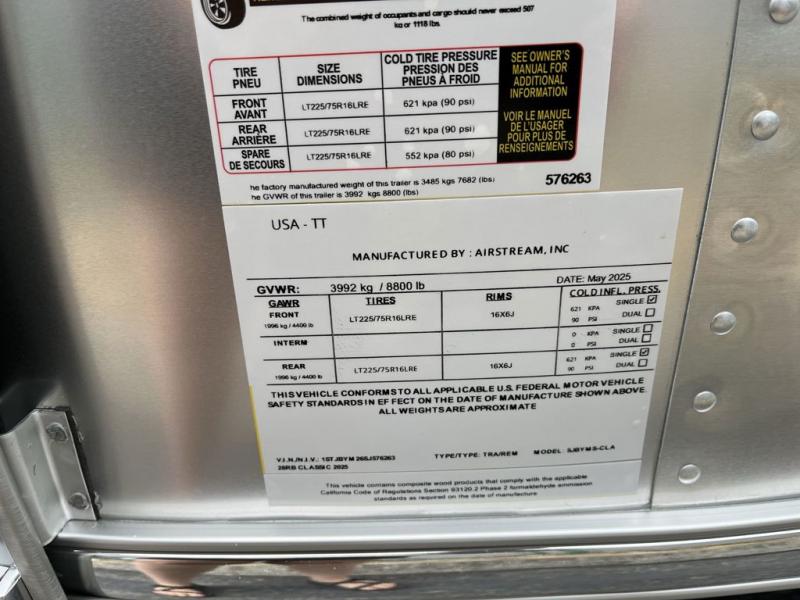 The combined weight of occupants and cargo should never exceed 507
kg or 1118 lbs.
TIRE PNEU SIZE DIMENSIONS COLD TIRE PRESSURE PRESSION DES PNEUS À FROID
FRONT AVANT LT225/75R16LRE 621 kpa (90 psi)
REAR ARRIÈRE LT225/75R16LRE 621 kpa (90 psi)
SPARE DE SECOURS LT225/75R16LRE 552 kpa (80 psi)
SEE OWNER'S
MANUAL FOR
ADDITIONAL
INFORMATION
VOIR LE MANUEL
DE L'USAGER
POUR PLUS DE
RENSEIGNEMENTS
he factory manufactured weight of this trailer is 3485 kgs 7682 (lbs)
he GVWR of this trailer is 3992 kgs 8800 (lbs)
576263
USA - TT
MANUFACTURED BY : AIRSTREAM, INC
DATE: May 2025
GVWR: 3992 kg / 8800 lb
GAWR TIRES RIMS COLD INFL. PRESS.
FRONT LT225/75R16LRE 16X6J 621 KPA SINGLE
1996 kg / 4400 lb 90 PSI DUAL
INTERM 0 KPA SINGLE
0 PSI DUAL
REAR LT225/75R16LRE 16X6J 621 KPA SINGLE
1996 kg / 4400 lb 90 PSI DUAL
THIS VEHICLE CONFORMS TO ALL APPLICABLE U.S. FEDERAL MOTOR VEHICLE
SAFETY STANDARDS IN EFFECT ON THE DATE OF MANUFACTURE SHOWN ABOVE.
ALL WEIGHTS ARE APPROXIMATE
V.I.N./N.I.V.: 1STJBYM26SJ576263 TYPE/TYPE: TRA/REM MODEL: SJBYMS-CLA
28RB CLASSIC 2025
This vehicle contains composite wood products that comply with the applicable
California Code of Regulations Section 93120.2 Phase 2 formaldehyde emmission
standards as required on the date of manufacture